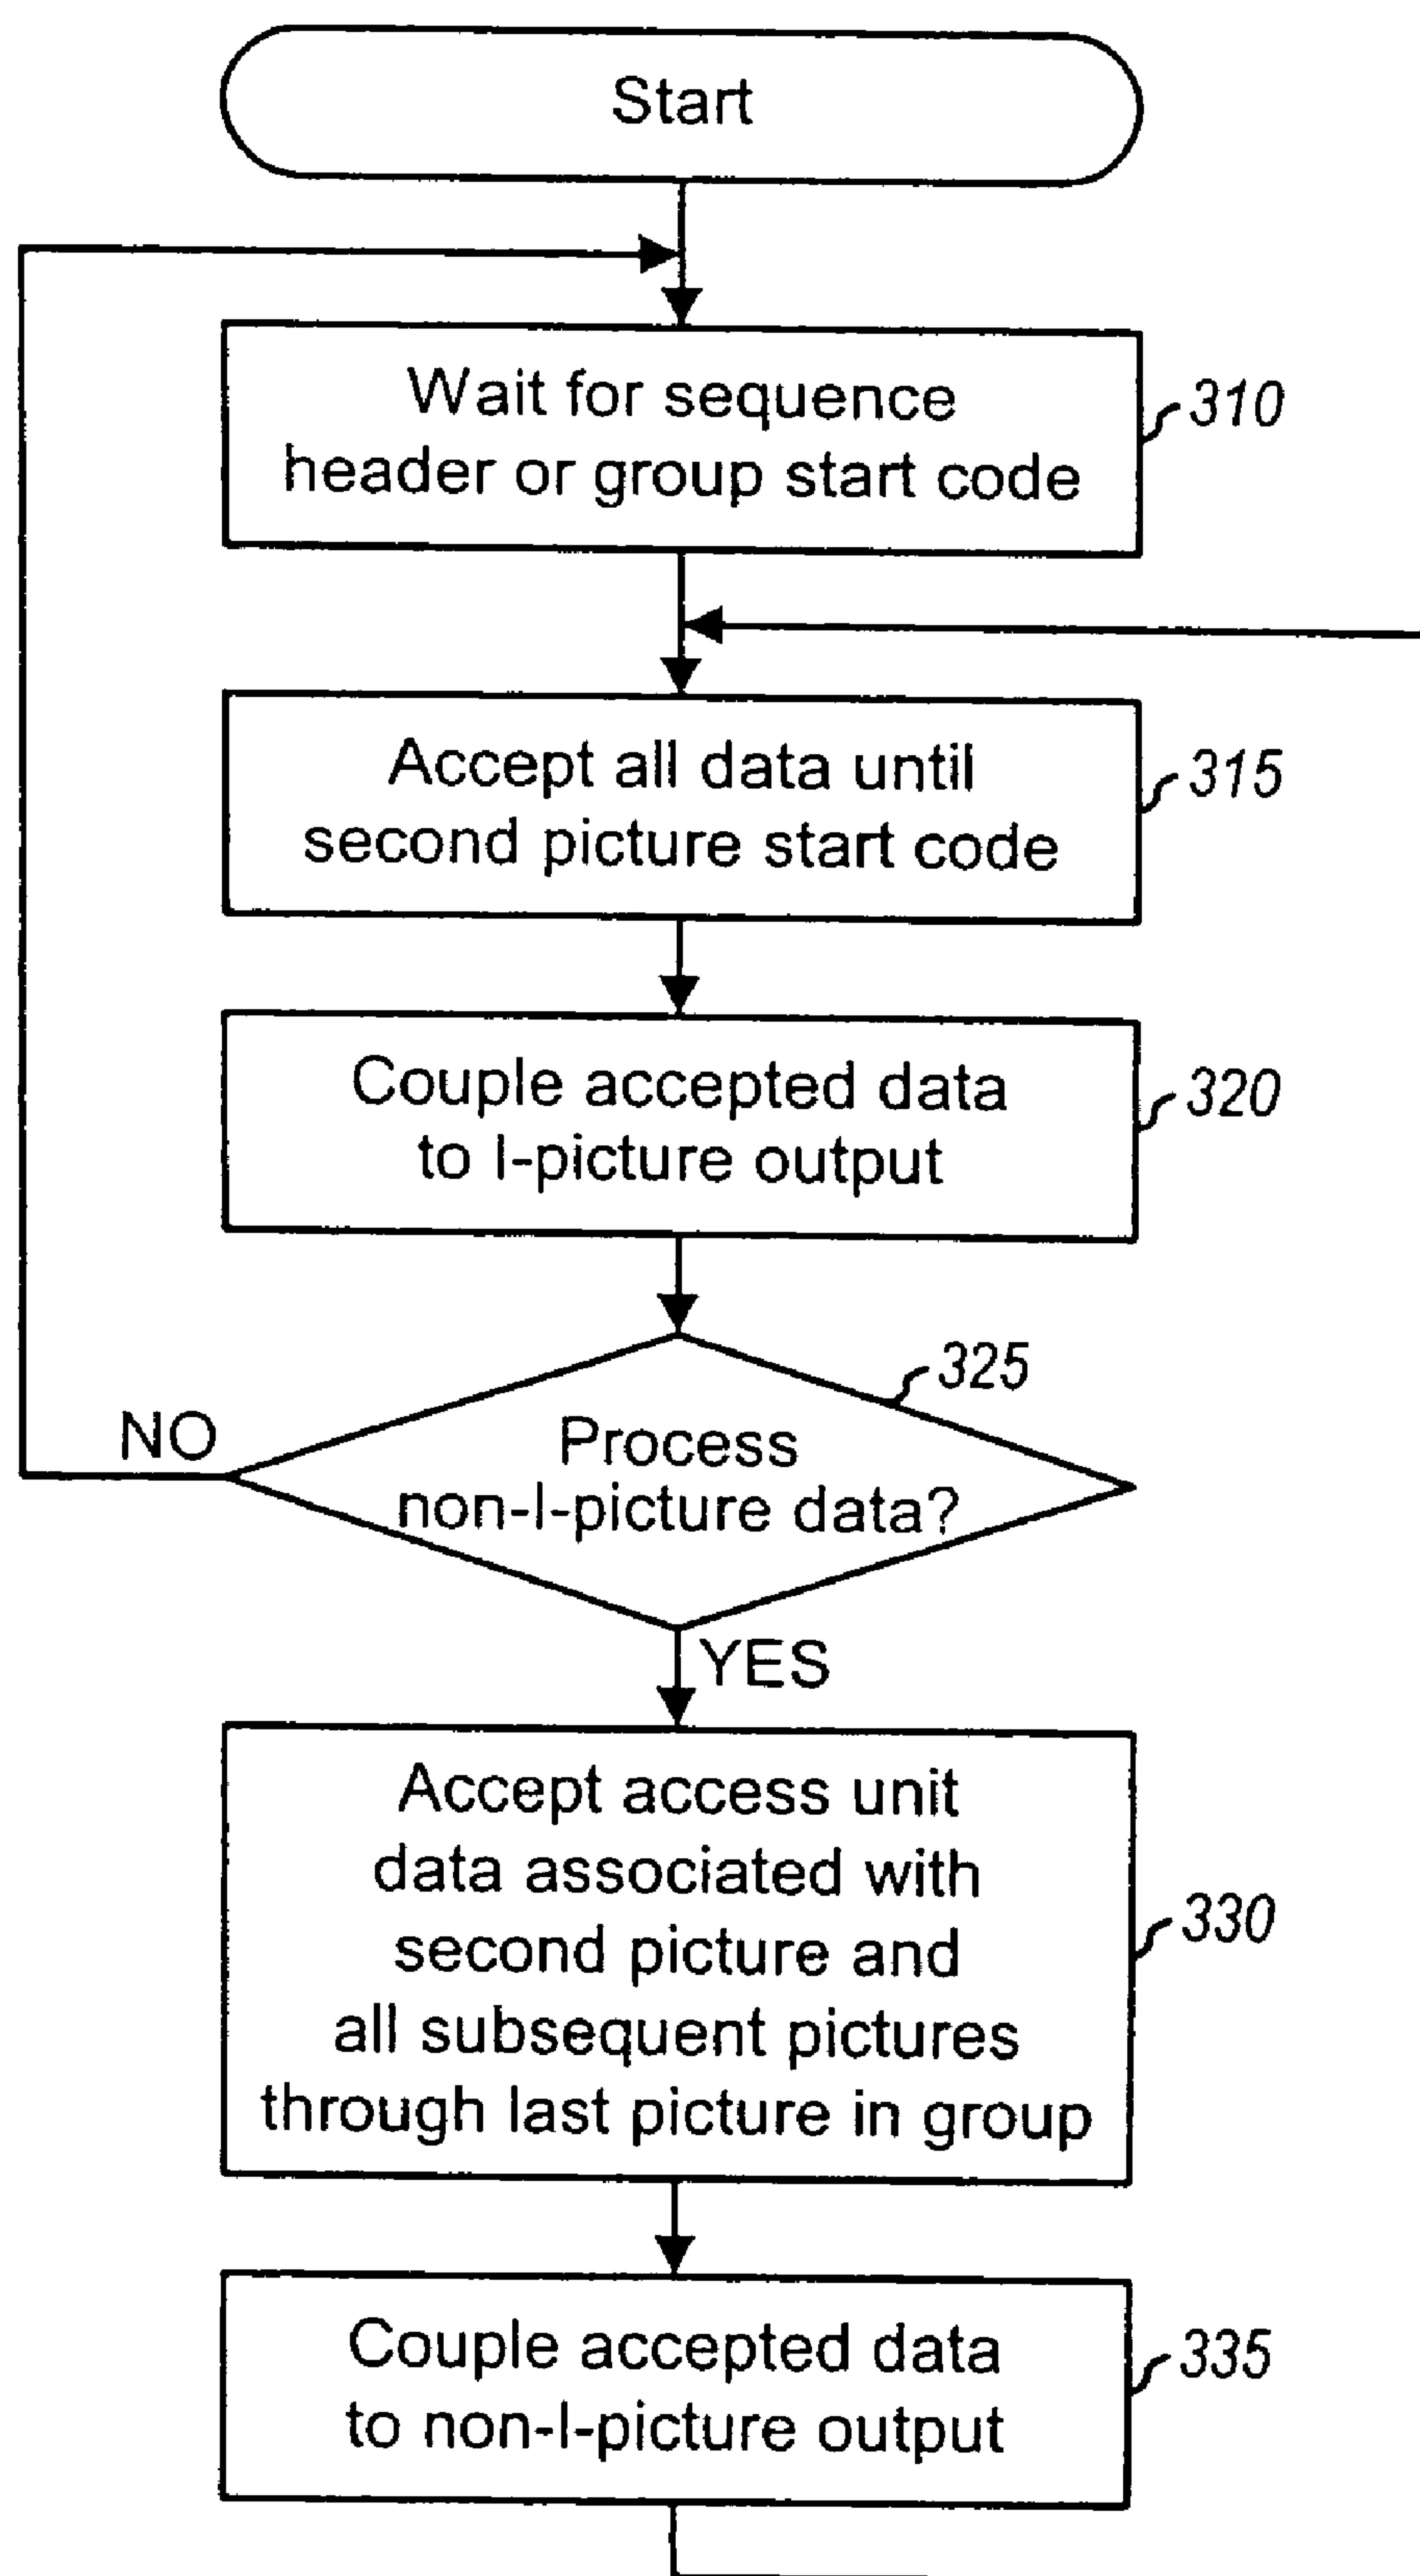 Start
Wait for sequence
header or group start code
310
Accept all data until
second picture start code
315
Couple accepted data
to I-picture output
320
325
Process
non-I-picture data?
NO
YES
Accept access unit
data associated with
second picture and
all subsequent pictures
through last picture in group
330
Couple accepted data
to non-I-picture output
335